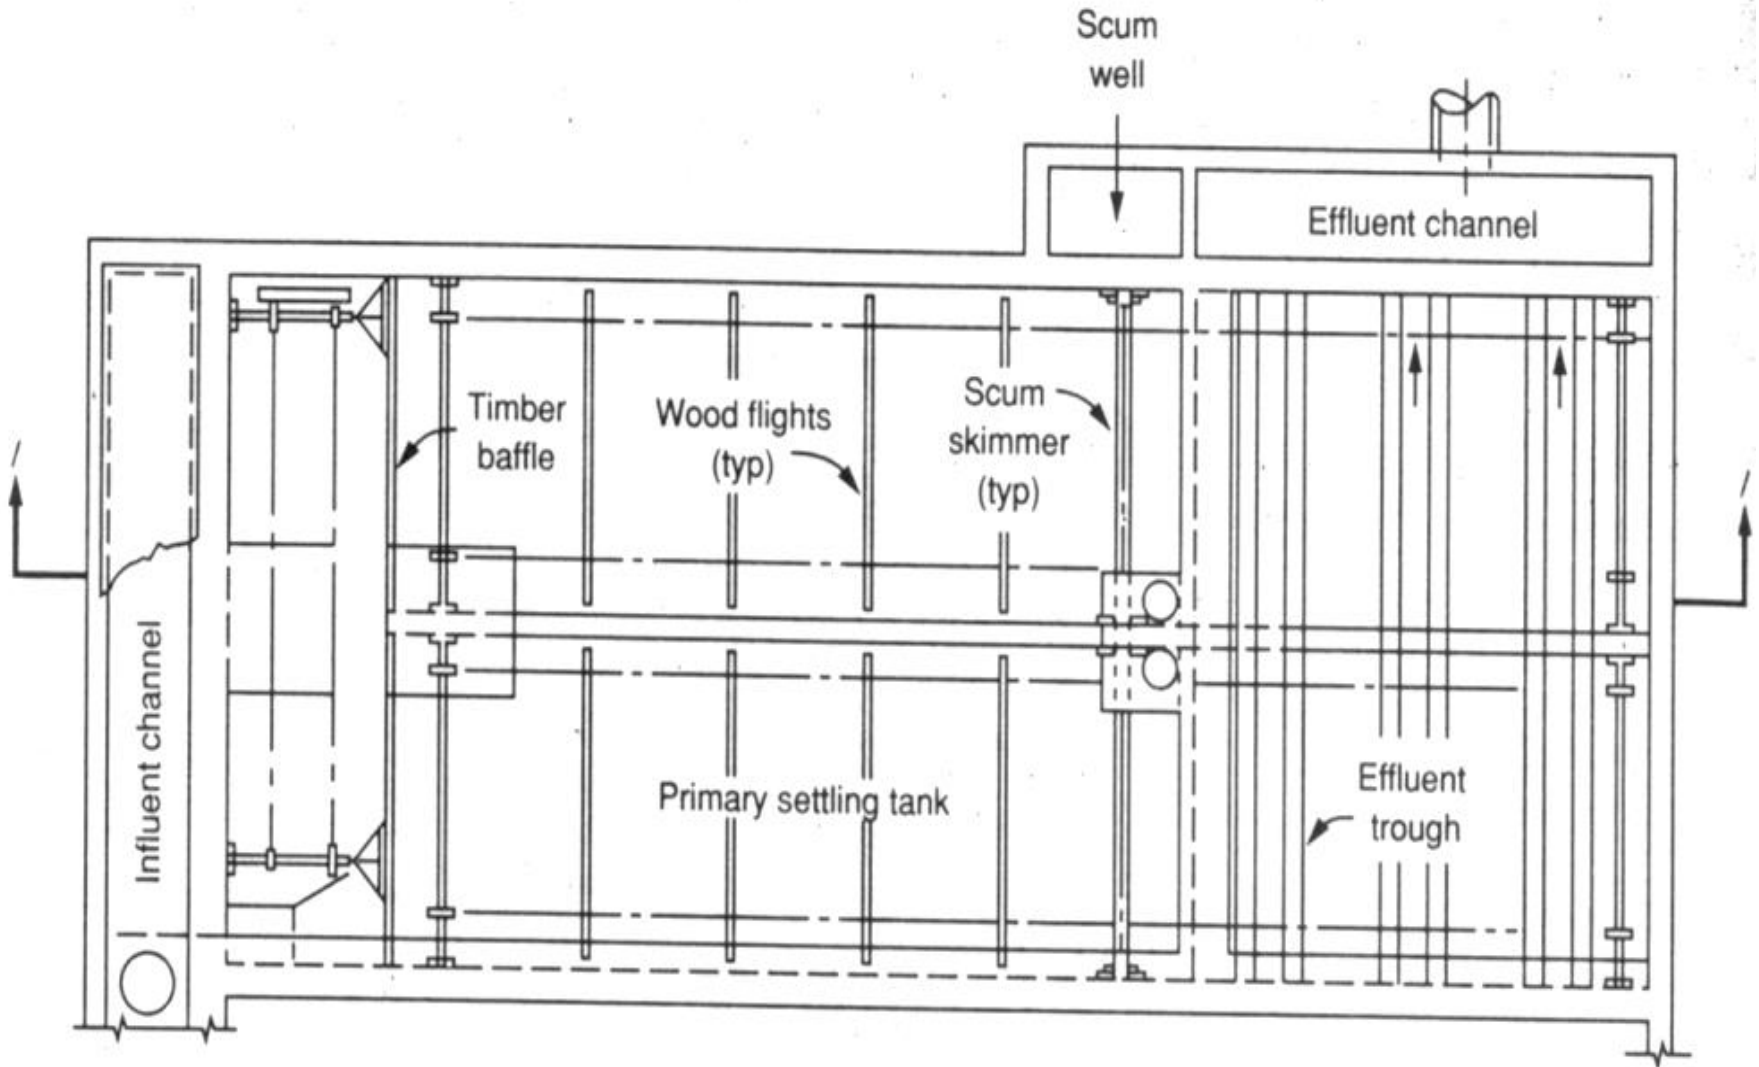 Scum
well
Effluent channel
Timber
baffle
Wood flights
(typ)
Scum
skimmer
(typ)
Influent channel
Primary settling tank
Effluent
trough